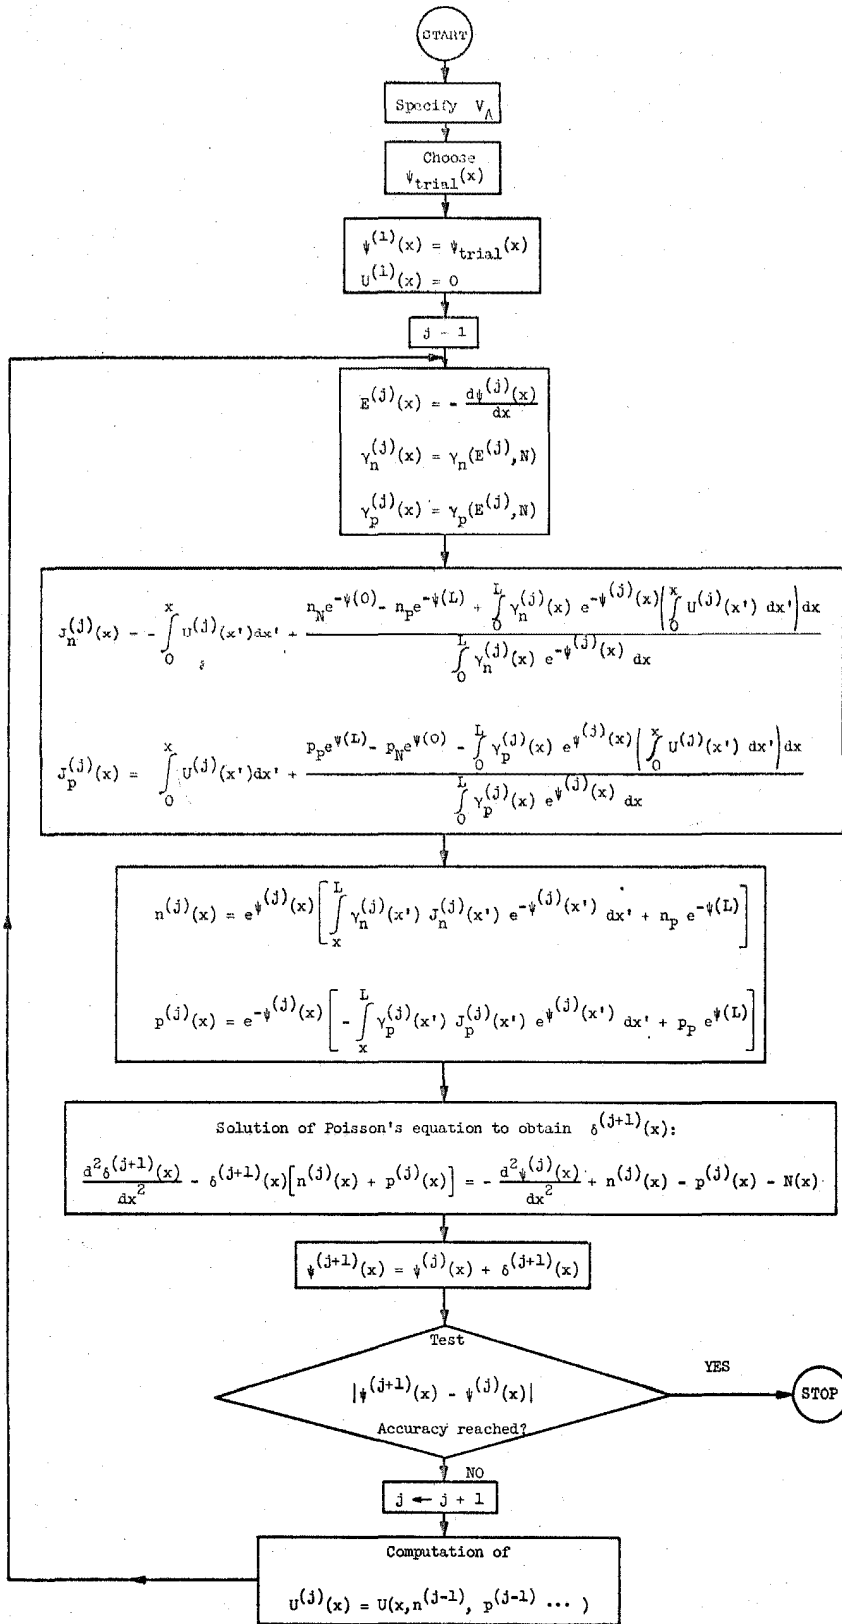 START
Specify V_A
Choose
ψ_trial(x)
ψ^(1)(x) = ψ_trial(x)
U^(1)(x) = 0
j - 1
E^(j)(x) = - dψ^(j)(x)/dx
γ_n^(j)(x) = γ_n(E^(j),N)
γ_p^(j)(x) = γ_p(E^(j),N)
J_n^(j)(x) - - ∫_0^x U^(j)(x')dx' + (n_N e^-ψ(0) - n_P e^-ψ(L) + ∫_0^L γ_n^(j)(x) e^-ψ^(j)(x) (∫_0^x U^(j)(x') dx') dx) / (∫_0^L γ_n^(j)(x) e^-ψ^(j)(x) dx)
J_p^(j)(x) = ∫_0^x U^(j)(x')dx' + (p_P e^ψ(L) - p_N e^ψ(0) - ∫_0^L γ_p^(j)(x) e^ψ^(j)(x) (∫_0^x U^(j)(x') dx') dx) / (∫_0^L γ_p^(j)(x) e^ψ^(j)(x) dx)
n^(j)(x) = e^ψ^(j)(x) [∫_x^L γ_n^(j)(x') J_n^(j)(x') e^-ψ^(j)(x') dx' + n_P e^-ψ(L)]
p^(j)(x) = e^-ψ^(j)(x) [- ∫_x^L γ_p^(j)(x') J_p^(j)(x') e^ψ^(j)(x') dx' + p_P e^ψ(L)]
Solution of Poisson's equation to obtain δ^(j+1)(x):
d²δ^(j+1)(x)/dx² - δ^(j+1)(x)[n^(j)(x) + p^(j)(x)] = - d²ψ^(j)(x)/dx² + n^(j)(x) - p^(j)(x) - N(x)
ψ^(j+1)(x) = ψ^(j)(x) + δ^(j+1)(x)
Test
|ψ^(j+1)(x) - ψ^(j)(x)|
Accuracy reached?
YES
STOP
NO
j ← j + 1
Computation of
U^(j)(x) = U(x,n^(j-1), p^(j-1) ... )